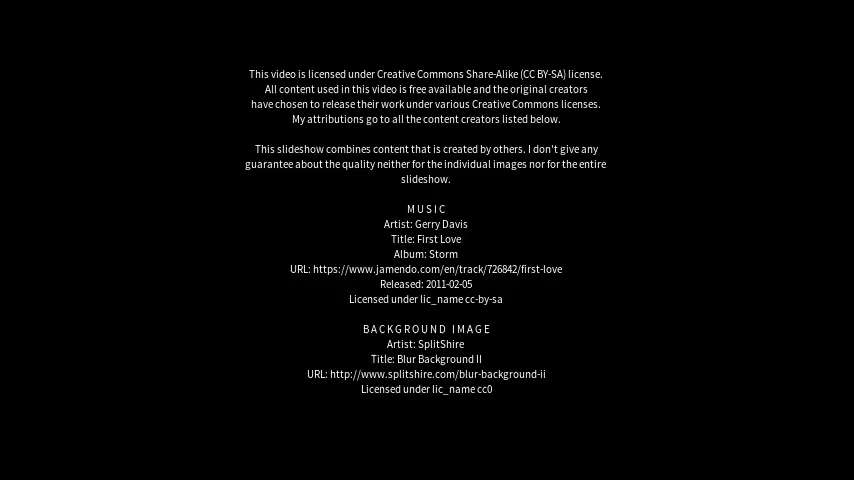 This video is licensed under Creative Commons Share-Alike (CC BY-SA) license.
All content used in this video is free available and the original creators
have chosen to release their work under various Creative Commons licenses.
My attributions go to all the content creators listed below.
This slideshow combines content that is created by others. I don't give any
guarantee about the quality neither for the individual images nor for the entire
slideshow.
MUSIC
Artist: Gerry Davis
Title: First Love
Album: Storm
URL: https://www.jamendo.com/en/track/726842/first-love
Released: 2011-02-05
Licensed under lic_name cc-by-sa
BACKGROUND IMAGE
Artist: SplitShire
Title: Blur Background II
URL: http://www.splitshire.com/blur-background-ii
Licensed under lic_name cc0